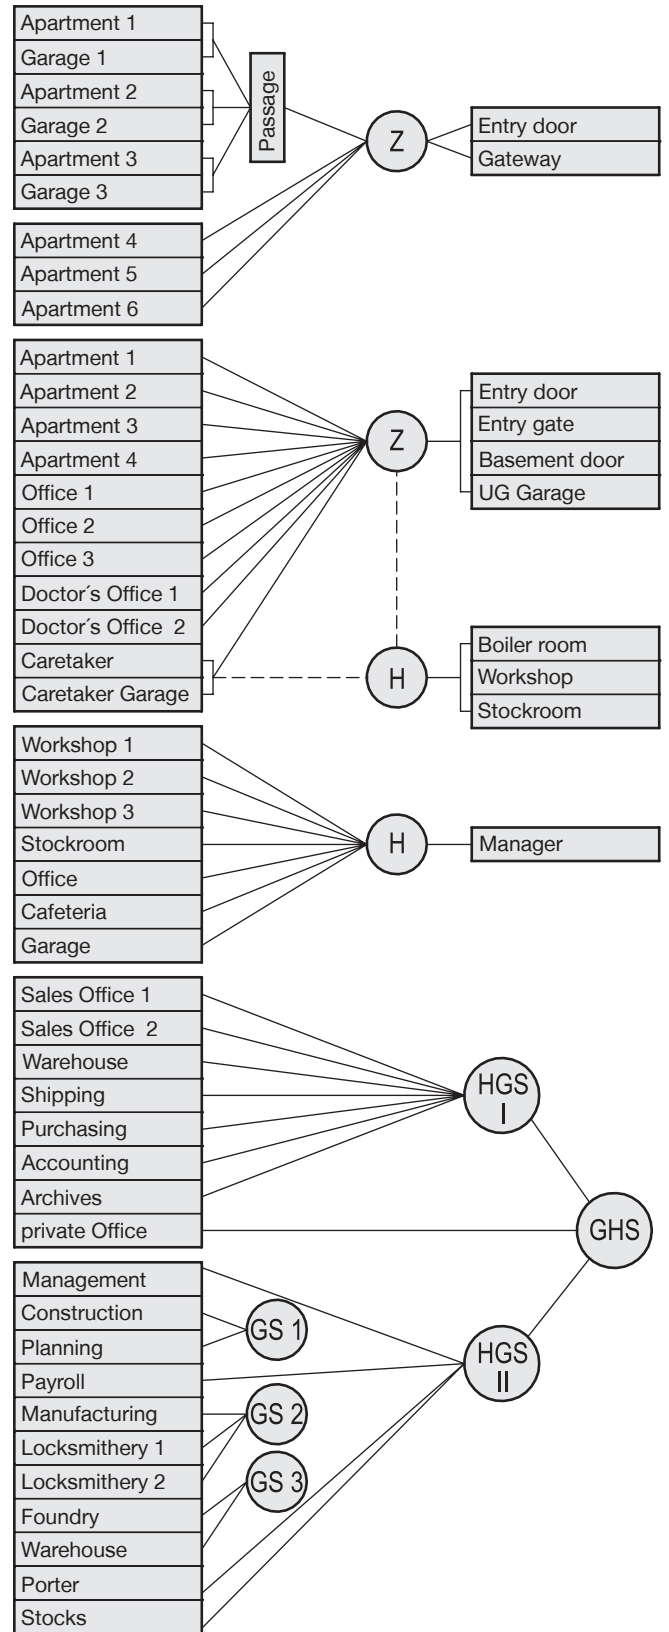 Apartment 1
Garage 1
Apartment 2
Garage 2
Apartment 3
Garage 3
Passage
Z
Entry door
Gateway
Apartment 4
Apartment 5
Apartment 6
Apartment 1
Apartment 2
Apartment 3
Apartment 4
Office 1
Office 2
Office 3
Doctor´s Office 1
Doctor´s Office 2
Caretaker
Caretaker Garage
Z
Entry door
Entry gate
Basement door
UG Garage
H
Boiler room
Workshop
Stockroom
Workshop 1
Workshop 2
Workshop 3
Stockroom
Office
Cafeteria
Garage
H
Manager
Sales Office 1
Sales Office 2
Warehouse
Shipping
Purchasing
Accounting
Archives
private Office
HGS
I
GHS
Management
Construction
Planning
Payroll
Manufacturing
Locksmithery 1
Locksmithery 2
Foundry
Warehouse
Porter
Stocks
GS 1
GS 2
GS 3
HGS
II